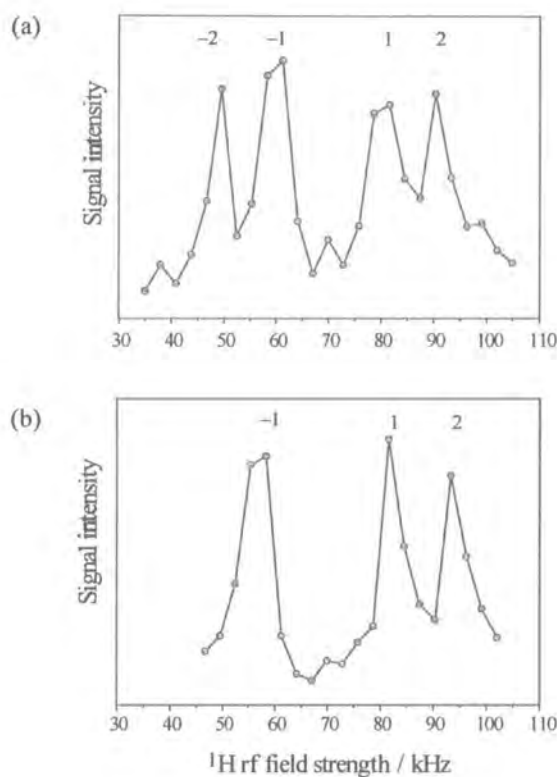 (a)
−2 −1 1 2
Signal intensity
30 40 50 60 70 80 90 100 110
(b)
−1 1 2
Signal intensity
30 40 50 60 70 80 90 100 110
¹H rf field strength / kHz